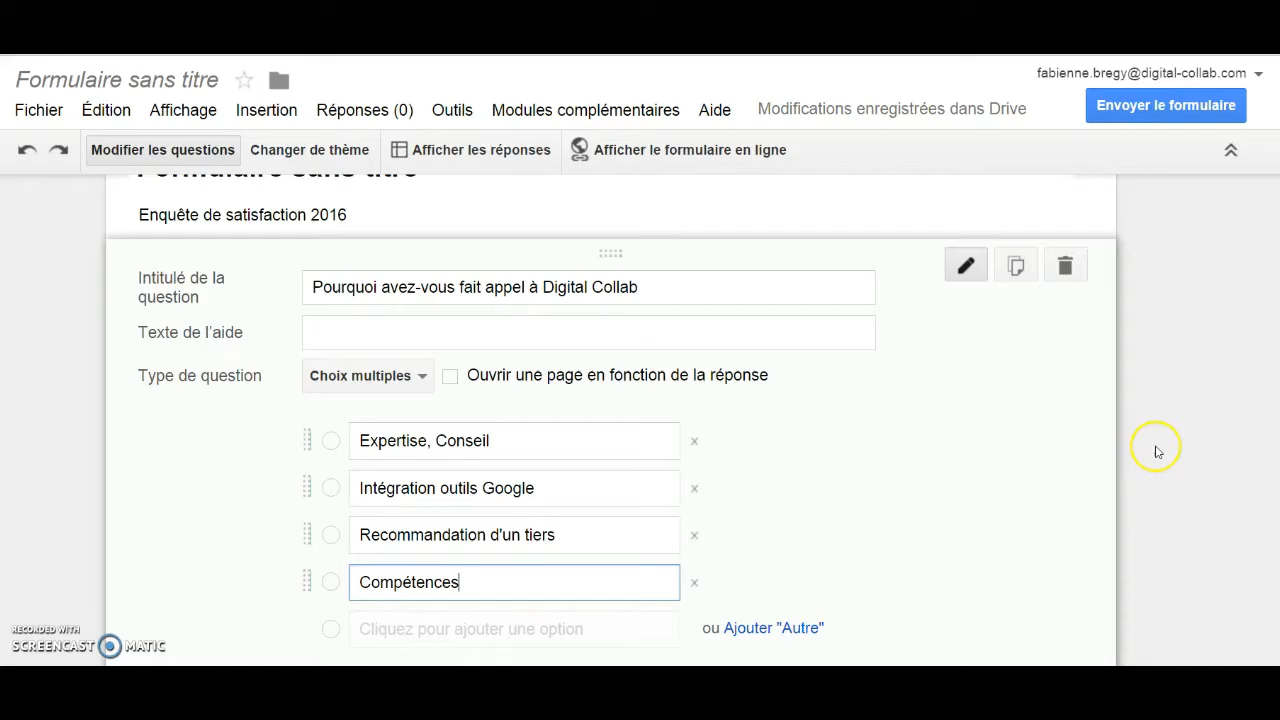 Formulaire sans titre
fabienne.bregy@digital-collab.com
Fichier Édition Affichage Insertion Réponses (0) Outils Modules complémentaires Aide Modifications enregistrées dans Drive Envoyer le formulaire
Modifier les questions Changer de thème Afficher les réponses Afficher le formulaire en ligne
Formulaire sans titre
Enquête de satisfaction 2016
Intitulé de la question Pourquoi avez-vous fait appel à Digital Collab
Texte de l'aide
Type de question Choix multiples Ouvrir une page en fonction de la réponse
Expertise, Conseil x
Intégration outils Google x
Recommandation d'un tiers x
Compétences x
Cliquez pour ajouter une option ou Ajouter "Autre"
RECORDED WITH
SCREENCAST MATIC